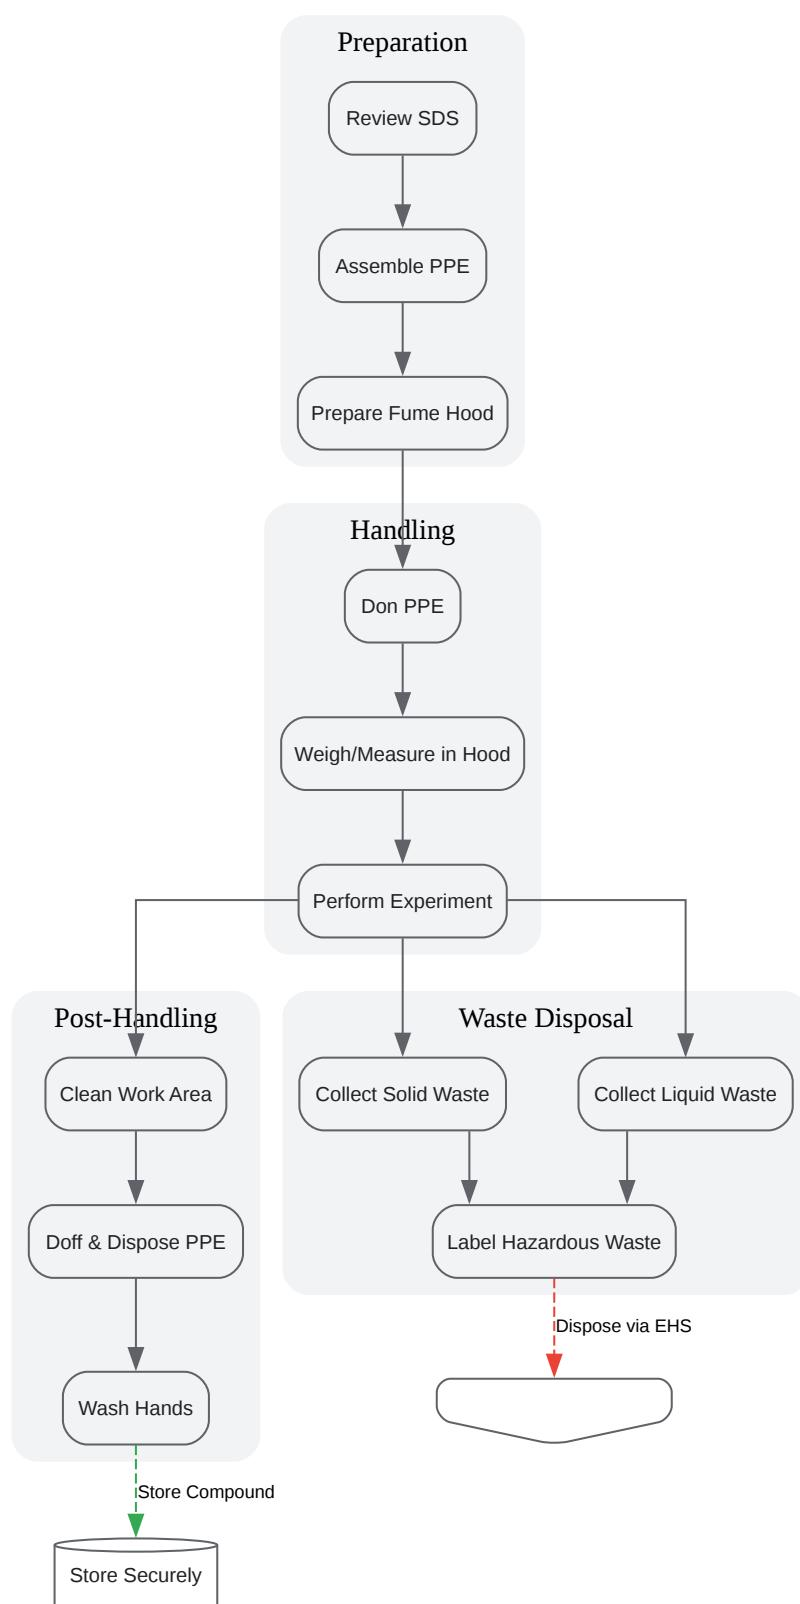 Preparation
Review SDS
Assemble PPE
Prepare Fume Hood
Handling
Don PPE
Weigh/Measure in Hood
Perform Experiment
Post-Handling
Clean Work Area
Doff & Dispose PPE
Wash Hands
Store Compound
Store Securely
Waste Disposal
Collect Solid Waste
Collect Liquid Waste
Label Hazardous Waste
Dispose via EHS